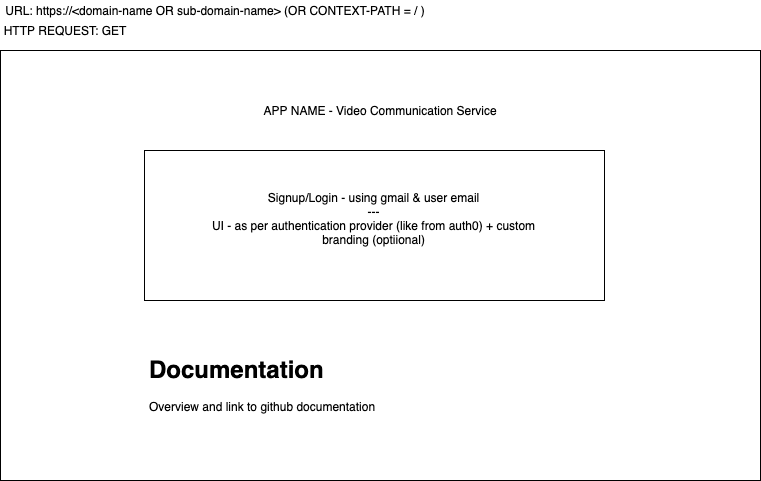 URL: https://<domain-name OR sub-domain-name> (OR CONTEXT-PATH = / )
HTTP REQUEST: GET
APP NAME - Video Communication Service
Signup/Login - using gmail & user email
---
UI - as per authentication provider (like from auth0) + custom
branding (optiional)
Documentation
Overview and link to github documentation